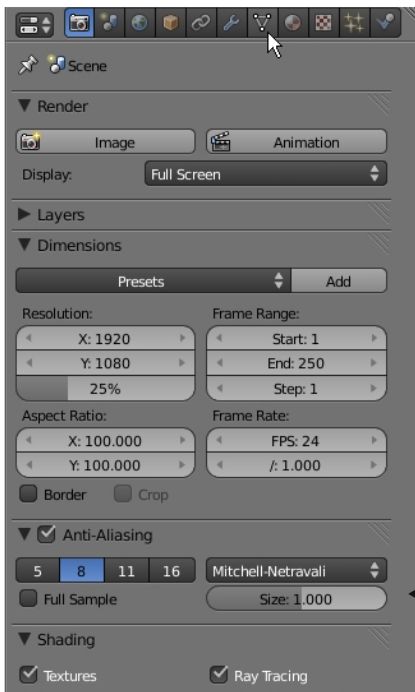 Scene
Render
Image Animation
Display: Full Screen
Layers
Dimensions
Presets Add
Resolution: Frame Range:
X: 1920 Start: 1
Y: 1080 End: 250
25% Step: 1
Aspect Ratio: Frame Rate:
X: 100.000 FPS: 24
Y: 100.000 /: 1.000
Border Crop
Anti-Aliasing
5 8 11 16 Mitchell-Netravali
Full Sample Size: 1.000
Shading
Textures Ray Tracing